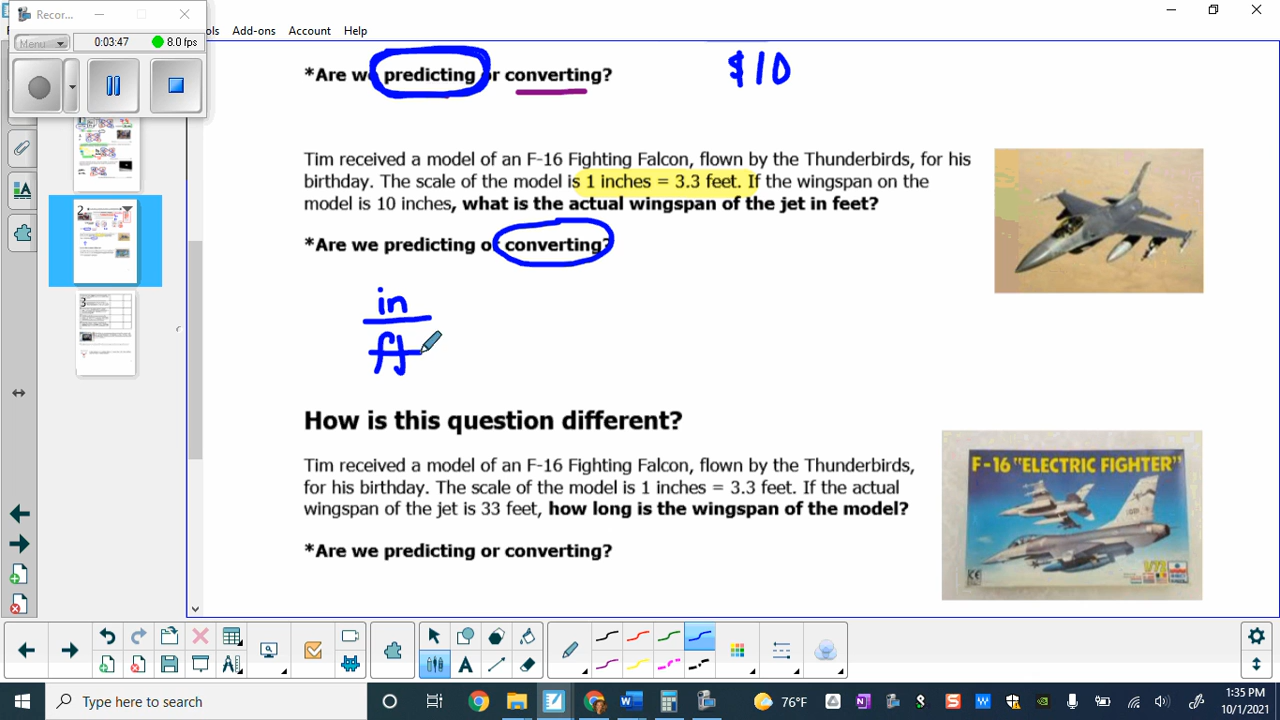 Recor...
Menu
0:03:47
8.0 fps
ols Add-ons Account Help
*Are we predicting or converting?
$10
Tim received a model of an F-16 Fighting Falcon, flown by the Thunderbirds, for his
birthday. The scale of the model is 1 inches = 3.3 feet. If the wingspan on the
model is 10 inches, what is the actual wingspan of the jet in feet?
*Are we predicting or converting?
in
ft
How is this question different?
Tim received a model of an F-16 Fighting Falcon, flown by the Thunderbirds,
for his birthday. The scale of the model is 1 inches = 3.3 feet. If the actual
wingspan of the jet is 33 feet, how long is the wingspan of the model?
*Are we predicting or converting?
F-16 "ELECTRIC FIGHTER"
1/72
2
3
Type here to search
76°F
1:35 PM
10/1/2021